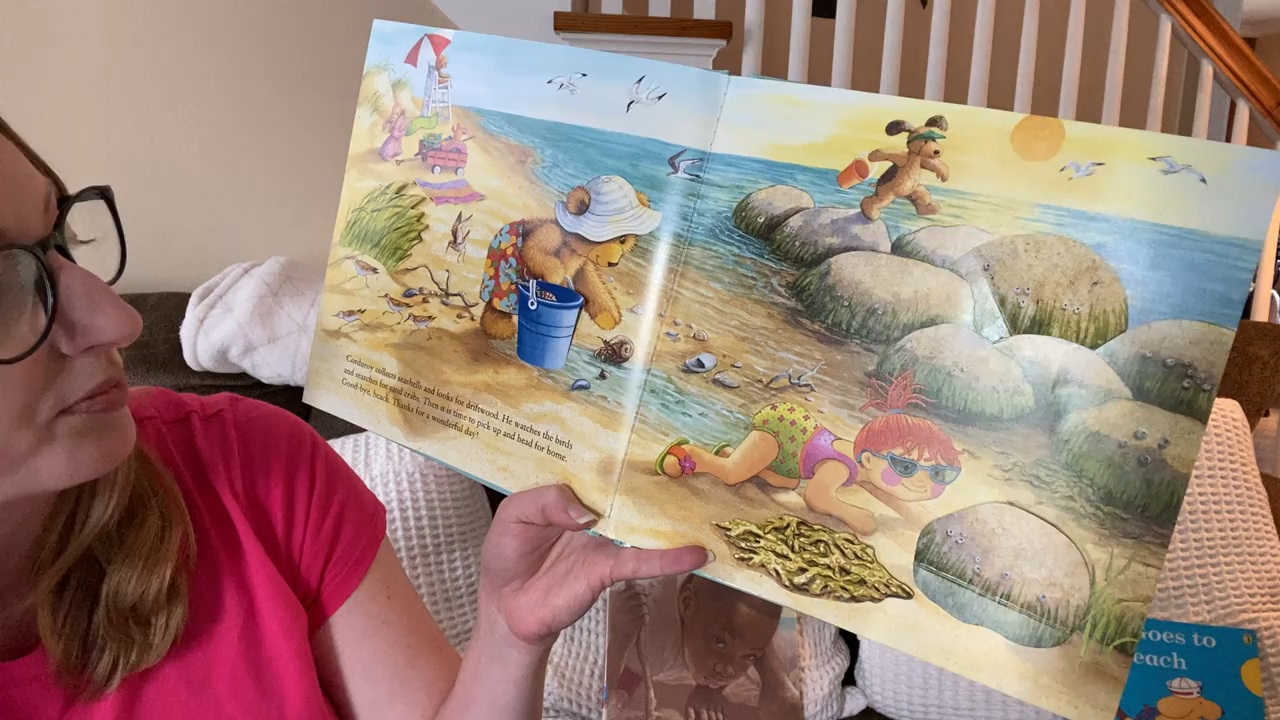 Corduroy collects seashells and looks for driftwood. He watches the birds
and searches for sand crabs. Then it is time to pick up and head for home.
Good-bye, beach. Thanks for a wonderful day!
Goes to
each